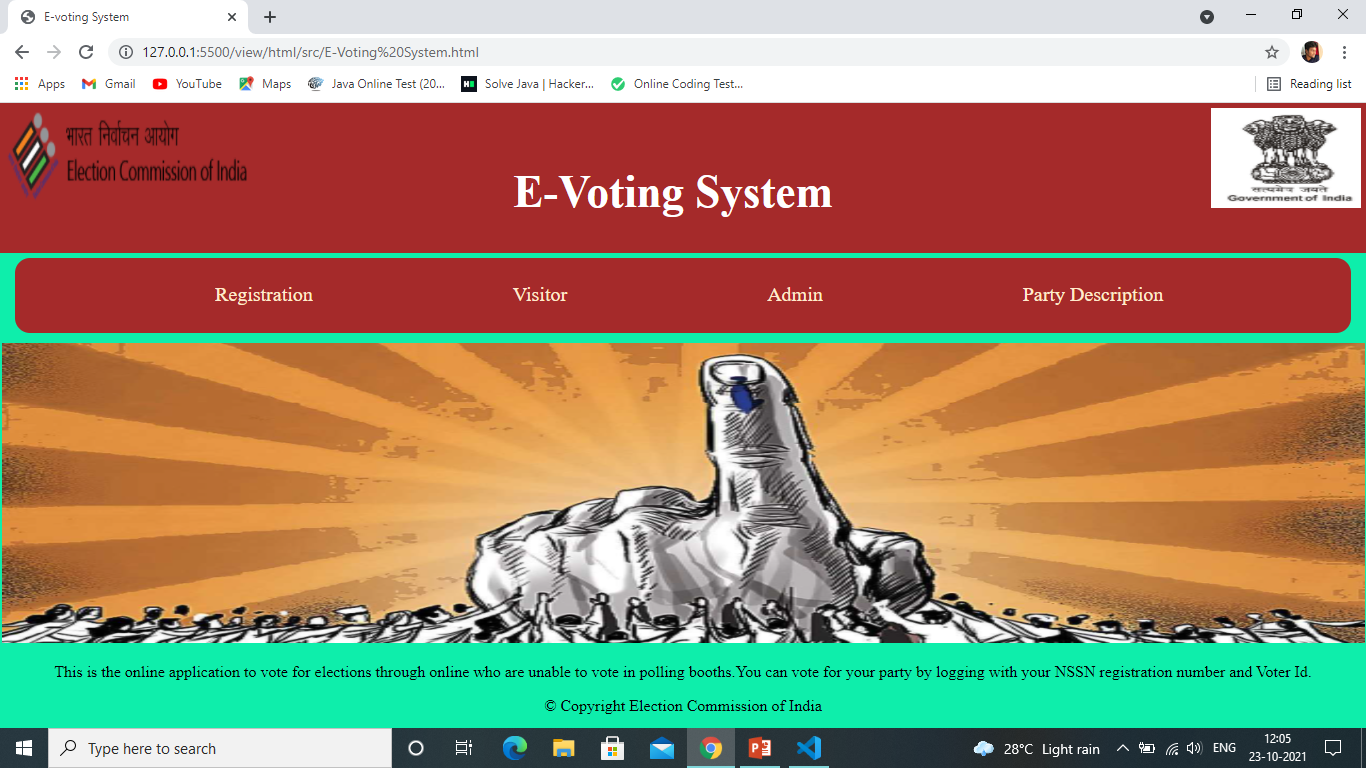 E-voting System
127.0.0.1:5500/view/html/src/E-Voting%20System.html
Apps Gmail YouTube Maps Java Online Test (20... Solve Java | Hacker... Online Coding Test... Reading list
भारत निर्वाचन आयोग
Election Commission of India
सत्यमेव जयते
Government of India
E-Voting System
Registration Visitor Admin Party Description
This is the online application to vote for elections through online who are unable to vote in polling booths.You can vote for your party by logging with your NSSN registration number and Voter Id.
© Copyright Election Commission of India
Type here to search
28°C Light rain
ENG
12:05
23-10-2021